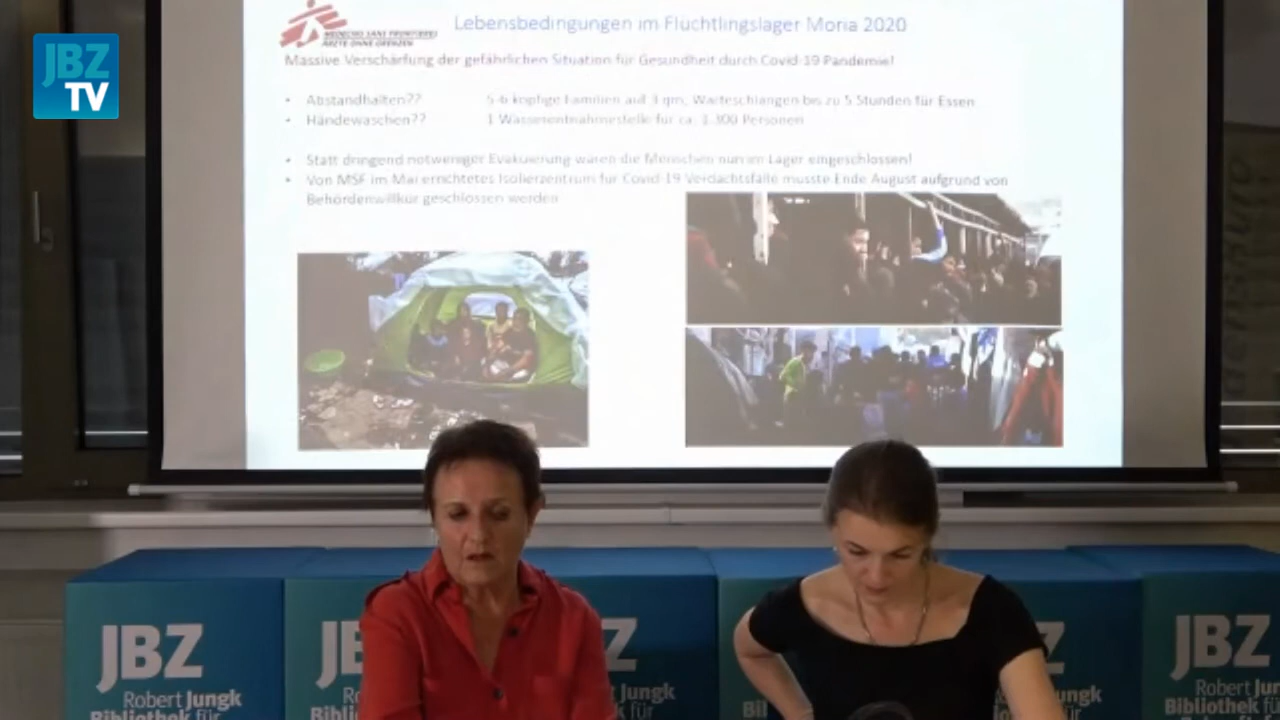 JBZ
TV
MEDECINS SANS FRONTIERES
ÄRZTE OHNE GRENZEN
Lebensbedingungen im Flüchtlingslager Moria 2020
Massive Verschärfung der gefährlichen Situation für Gesundheit durch Covid-19 Pandemie!
• Abstandhalten?? 5-6 köpfige Familien auf 3 qm, Warteschlangen bis zu 5 Stunden für Essen
• Händewaschen?? 1 Wasserentnahmestelle für ca. 1.300 Personen
• Statt dringend notweniger Evakuierung waren die Menschen nun im Lager eingeschlossen!
• Von MSF im Mai errichtetes Isolierzentrum für Covid-19 Verdachtsfälle musste Ende August aufgrund von
Behördenwillkür geschlossen werden
JBZ
Robert Jungk
Bibliothek für
JBZ
Robert Jungk
Bibliothek für